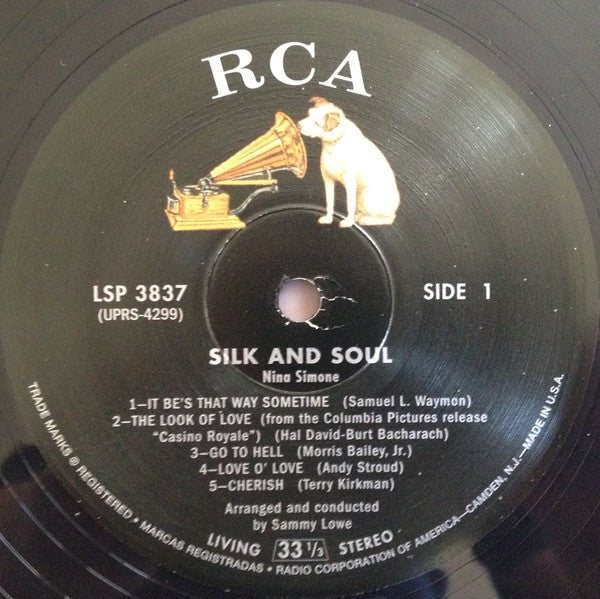 RCA
LSP 3837
(UPRS-4299)
SIDE 1
SILK AND SOUL
Nina Simone
1—IT BE'S THAT WAY SOMETIME (Samuel L. Waymon)
2—THE LOOK OF LOVE (from the Columbia Pictures release
"Casino Royale") (Hal David-Burt Bacharach)
3—GO TO HELL (Morris Bailey, Jr.)
4—LOVE O' LOVE (Andy Stroud)
5—CHERISH (Terry Kirkman)
Arranged and conducted
by Sammy Lowe
LIVING 33 1/3 STEREO
TRADE MARKS ® REGISTERED • MARCAS REGISTRADAS • RADIO CORPORATION OF AMERICA—CAMDEN, N.J.—MADE IN U.S.A.